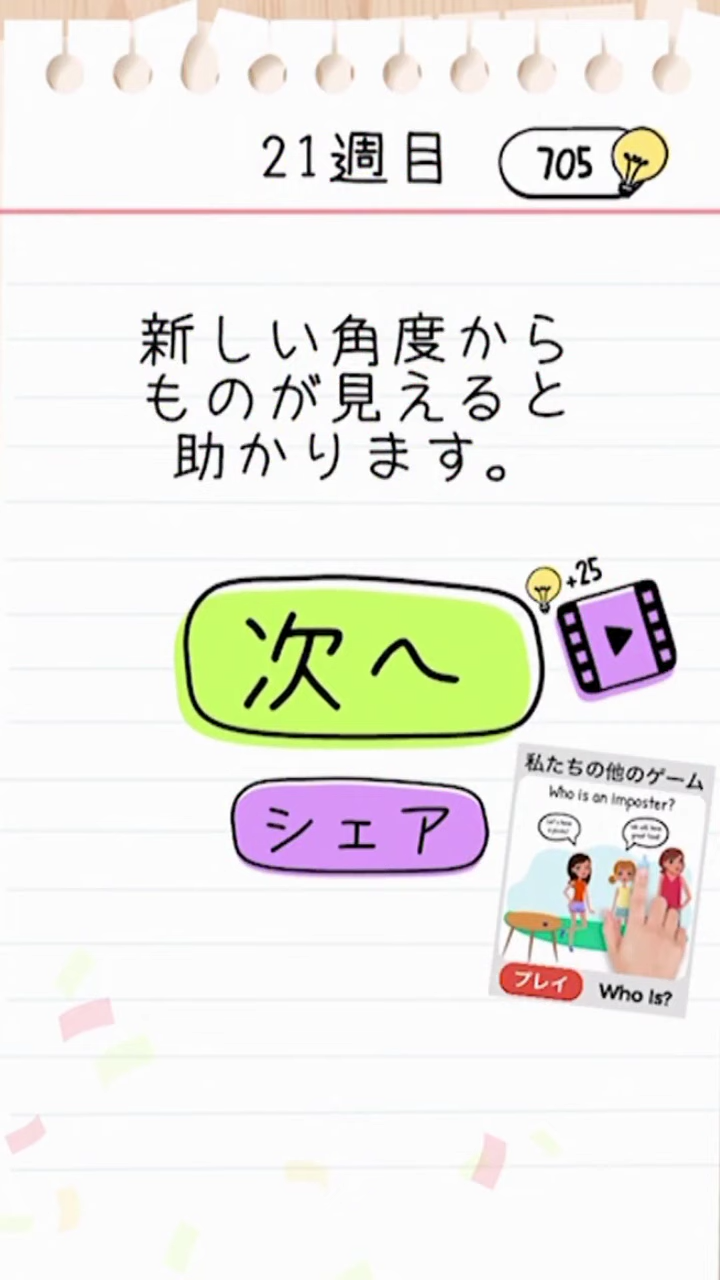 21週目
705
新しい角度から
ものが見えると
助かります。
+25
次へ
シェア
私たちの他のゲーム
Who is an Imposter?
プレイ
Who Is?